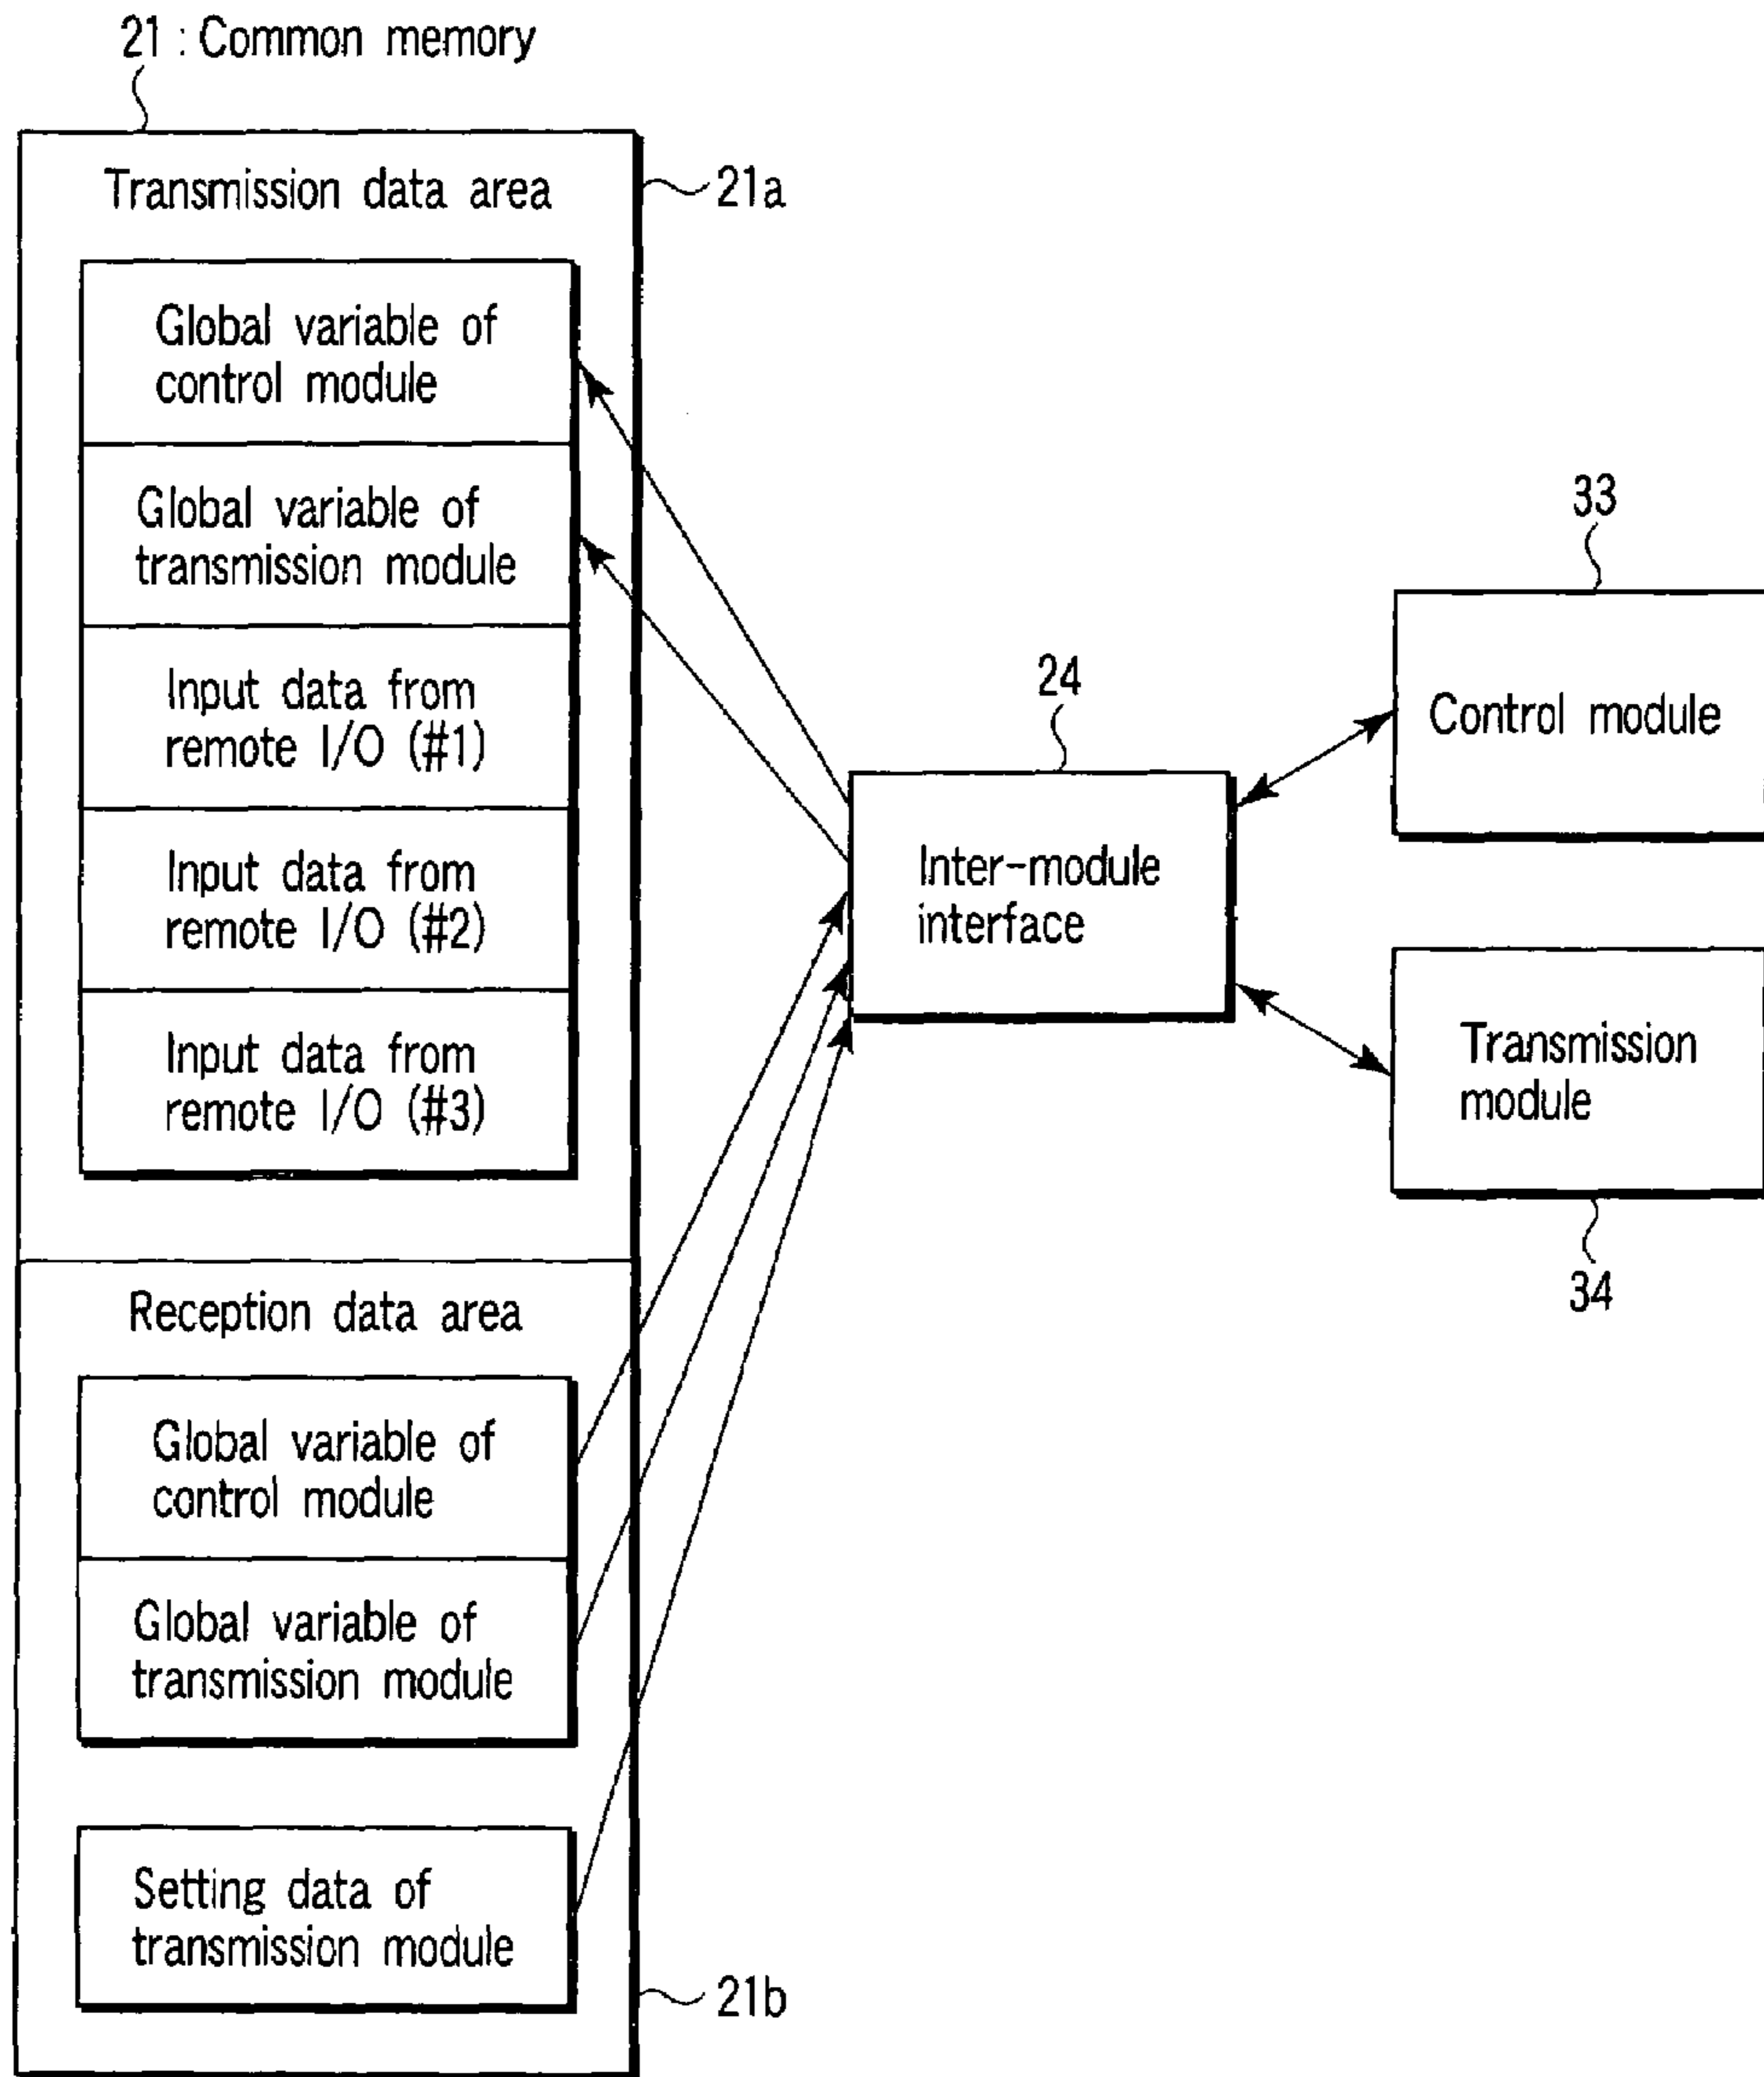 21 : Common memory
Transmission data area
21a
Global variable of
control module
Global variable of
transmission module
Input data from
remote I/O (#1)
Input data from
remote I/O (#2)
Input data from
remote I/O (#3)
Reception data area
Global variable of
control module
Global variable of
transmission module
Setting data of
transmission module
21b
24
Inter-module
interface
33
Control module
Transmission
module
34